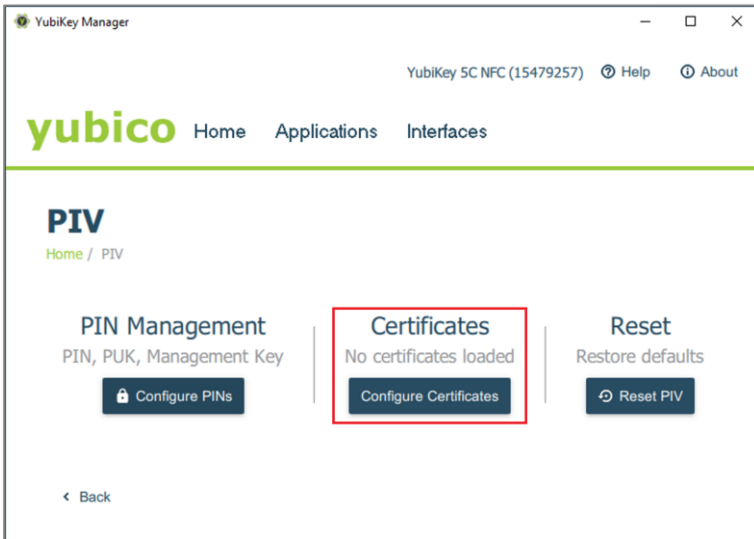 YubiKey Manager
YubiKey 5C NFC (15479257) Help About
yubico Home Applications Interfaces
PIV
Home / PIV
PIN Management
PIN, PUK, Management Key
Configure PINs
Certificates
No certificates loaded
Configure Certificates
Reset
Restore defaults
Reset PIV
Back